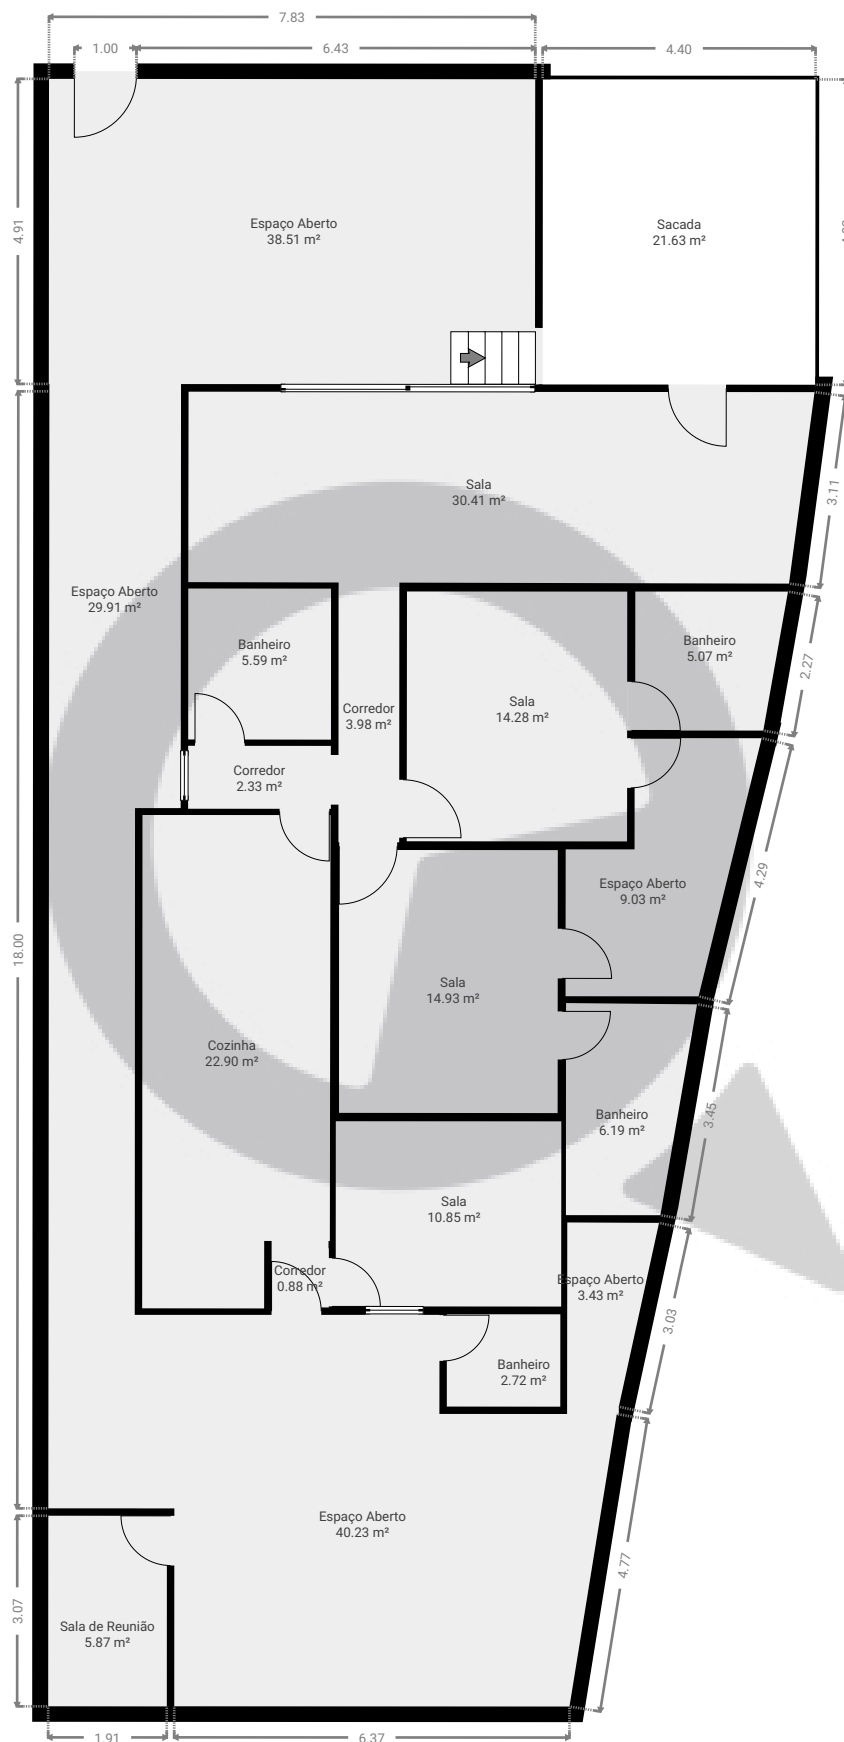 7.83
1.00
6.43
4.40
4.91
Espaço Aberto
38.51 m²
Sacada
21.63 m²
Sala
30.41 m²
3.11
Espaço Aberto
29.91 m²
Banheiro
5.59 m²
Banheiro
5.07 m²
2.27
Corredor
3.98 m²
Sala
14.28 m²
Corredor
2.33 m²
Espaço Aberto
9.03 m²
4.29
18.00
Sala
14.93 m²
Cozinha
22.90 m²
Banheiro
6.19 m²
3.45
Sala
10.85 m²
Corredor
0.88 m²
Espaço Aberto
3.43 m²
3.03
Banheiro
2.72 m²
Espaço Aberto
40.23 m²
4.77
3.07
Sala de Reunião
5.87 m²
1.91
6.37